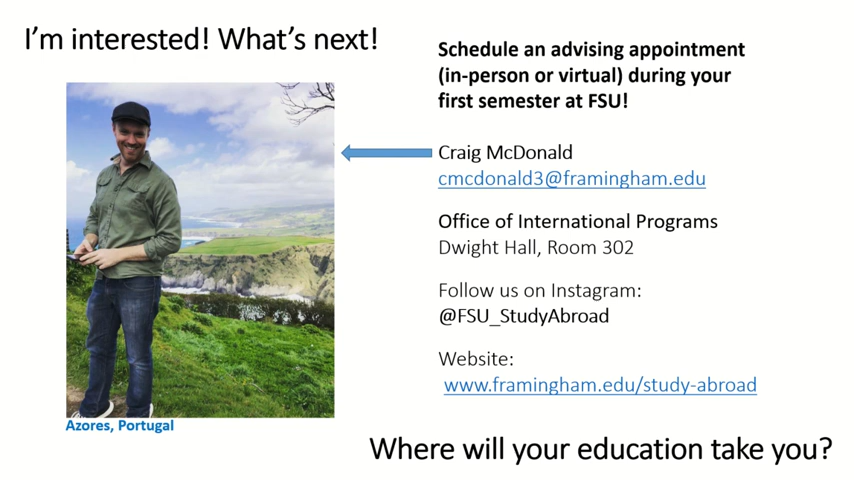 I'm interested! What's next!
Schedule an advising appointment
(in-person or virtual) during your
first semester at FSU!
Craig McDonald
cmcdonald3@framingham.edu
Office of International Programs
Dwight Hall, Room 302
Follow us on Instagram:
@FSU_StudyAbroad
Website:
www.framingham.edu/study-abroad
Azores, Portugal
Where will your education take you?